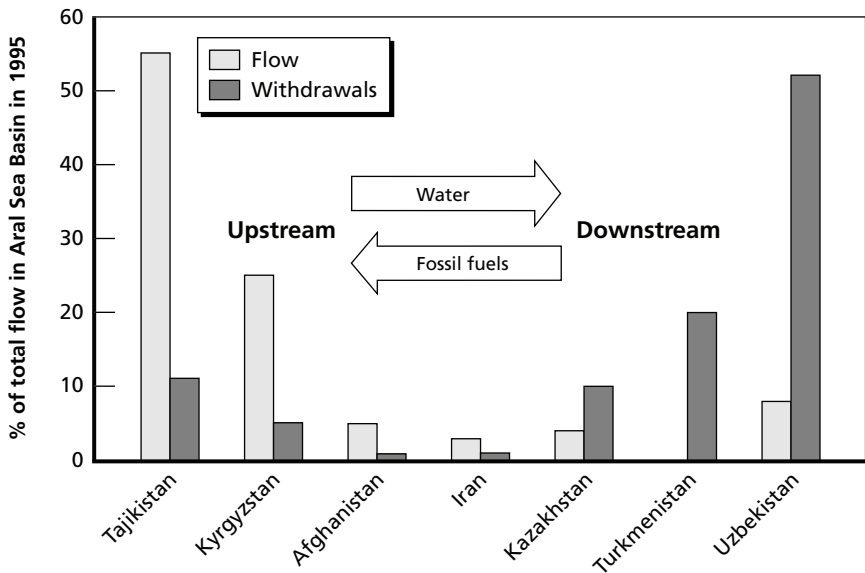 % of total flow in Aral Sea Basin in 1995
60
50
40
30
20
10
0
Flow
Withdrawals
Water
Upstream
Downstream
Fossil fuels
Tajikistan
Kyrgyzstan
Afghanistan
Iran
Kazakhstan
Turkmenistan
Uzbekistan